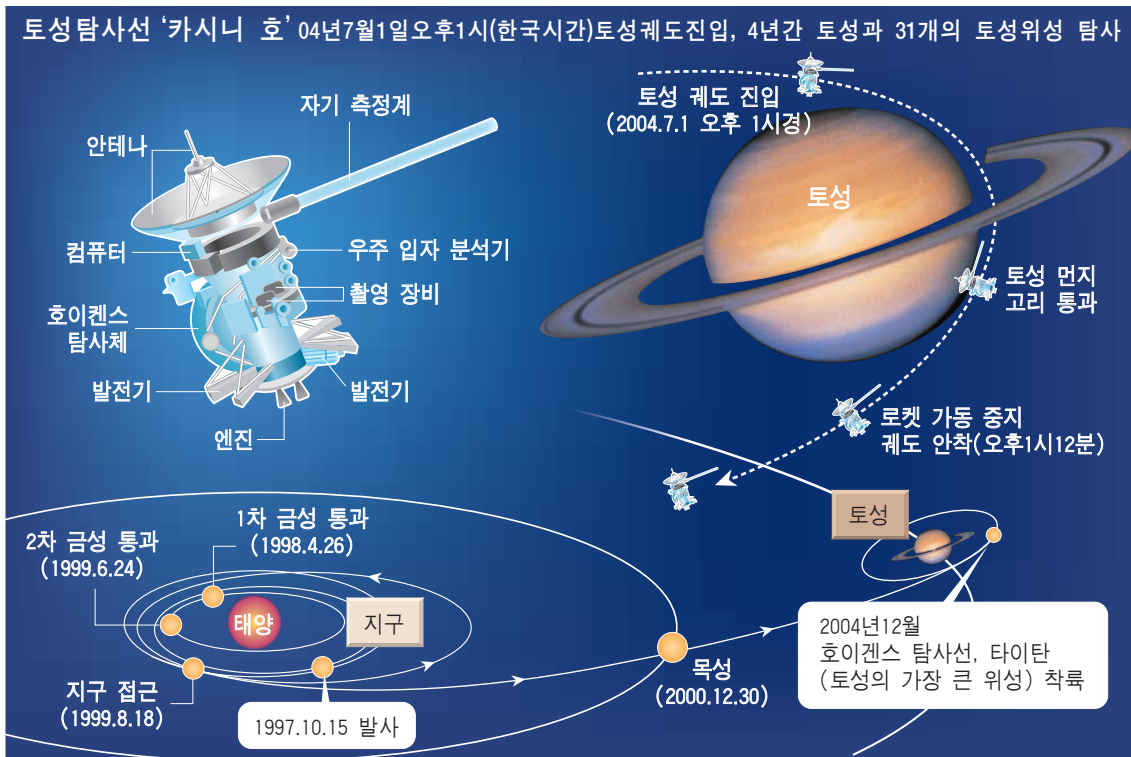 토성탐사선 ‘카시니 호’ 04년7월1일오후1시(한국시간)토성궤도진입, 4년간 토성과 31개의 토성위성 탐사
자기 측정계
안테나
컴퓨터
우주 입자 분석기
촬영 장비
호이켄스
탐사체
발전기
발전기
엔진
토성 궤도 진입
(2004.7.1 오후 1시경)
토성
토성 먼지
고리 통과
로켓 가동 중지
궤도 안착(오후1시12분)
1차 금성 통과
(1998.4.26)
2차 금성 통과
(1999.6.24)
태양
지구
지구 접근
(1999.8.18)
1997.10.15 발사
목성
(2000.12.30)
토성
2004년12월
호이겐스 탐사선, 타이탄
(토성의 가장 큰 위성) 착륙